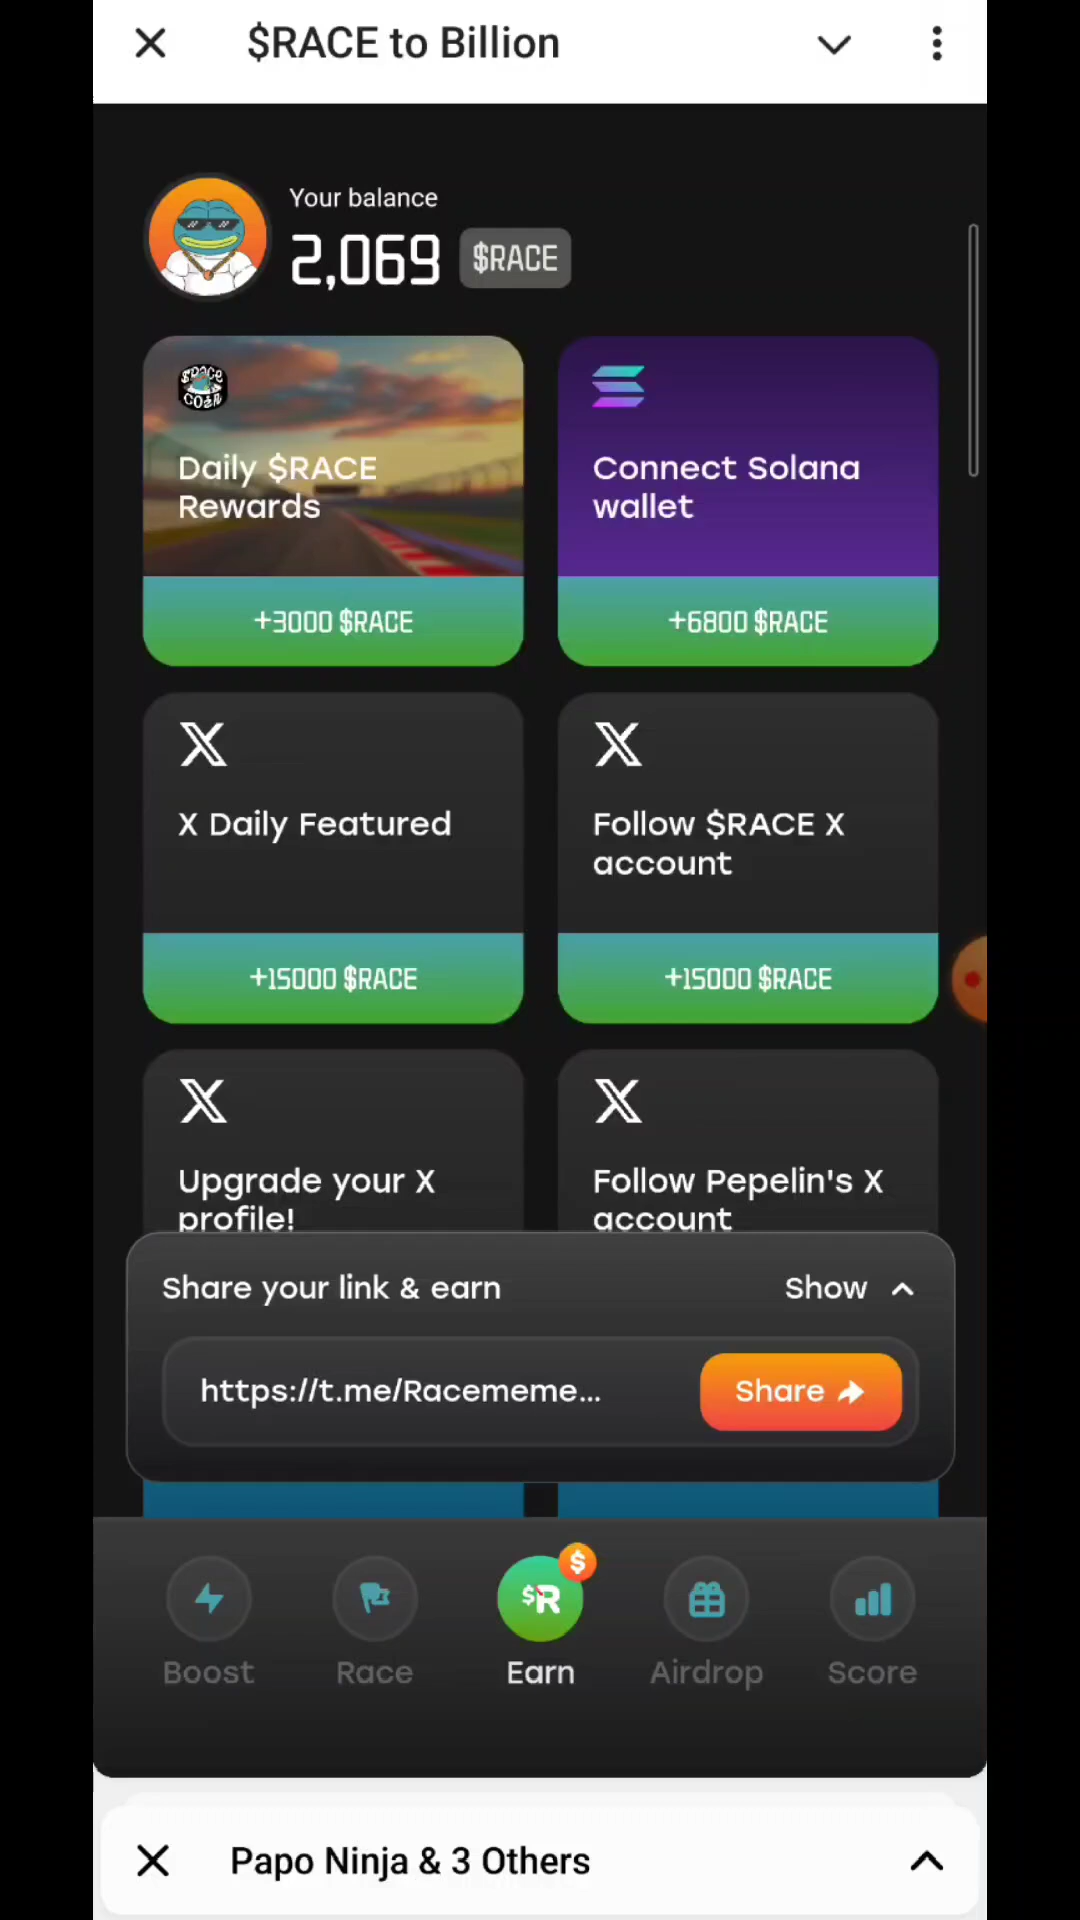 $RACE to Billion
Your balance
2,069 $RACE
$RACE
COIN
Daily $RACE
Rewards
+3000 $RACE
Connect Solana
wallet
+6800 $RACE
X Daily Featured
+15000 $RACE
Follow $RACE X
account
+15000 $RACE
Upgrade your X
profile!
Follow Pepelin's X
account
Share your link & earn
Show
https://t.me/Racememe...
Share
$
$R
Boost
Race
Earn
Airdrop
Score
Papo Ninja & 3 Others